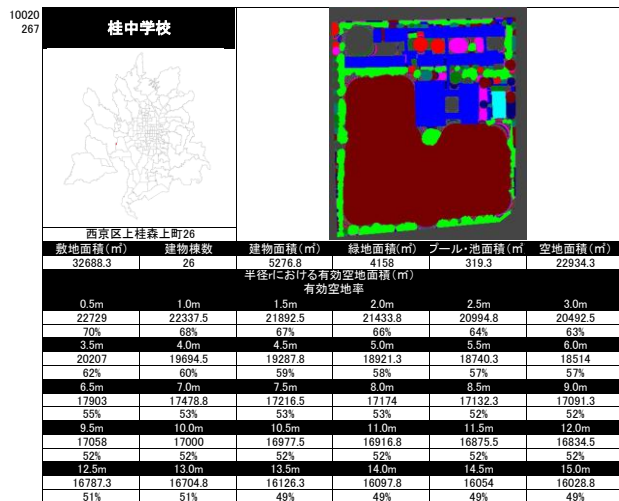 10020
267
桂中学校
西京区上桂森上町26
敷地面積(㎡) 建物棟数 建物面積(㎡) 緑地面積(㎡) プール・池面積(㎡ 空地面積(㎡)
32688.3 26 5276.8 4158 319.3 22934.3
半径rにおける有効空地面積(㎡)
有効空地率
0.5m 1.0m 1.5m 2.0m 2.5m 3.0m
22729 22337.5 21892.5 21433.8 20994.8 20492.5
70% 68% 67% 66% 64% 63%
3.5m 4.0m 4.5m 5.0m 5.5m 6.0m
20207 19694.5 19287.8 18921.3 18740.3 18514
62% 60% 59% 58% 57% 57%
6.5m 7.0m 7.5m 8.0m 8.5m 9.0m
17903 17478.8 17216.5 17174 17132.3 17091.3
55% 53% 53% 53% 52% 52%
9.5m 10.0m 10.5m 11.0m 11.5m 12.0m
17058 17000 16977.5 16916.8 16875.5 16834.5
52% 52% 52% 52% 52% 52%
12.5m 13.0m 13.5m 14.0m 14.5m 15.0m
16787.3 16704.8 16126.3 16097.8 16054 16028.8
51% 51% 49% 49% 49% 49%